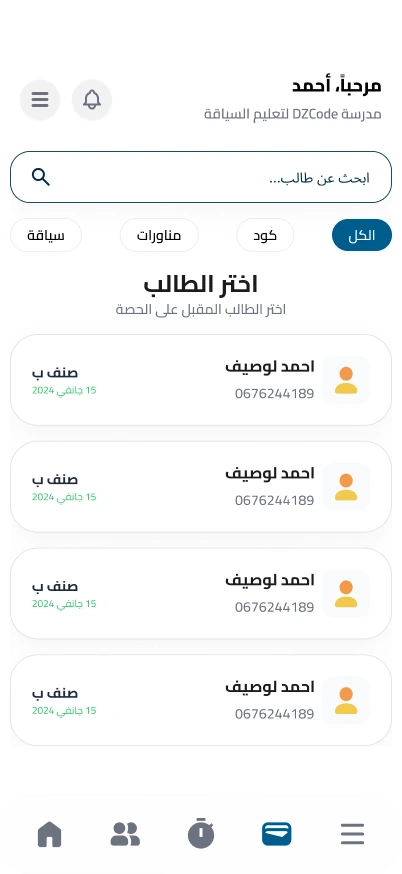 مرحباً، أحمد
مدرسة DZCode لتعليم السياقة
ابحث عن طالب...
الكل
كود
مناورات
سياقة
اختر الطالب
اختر الطالب المقبل على الحصة
احمد لوصيف
0676244189
صنف ب
15 جانفي 2024
احمد لوصيف
0676244189
صنف ب
15 جانفي 2024
احمد لوصيف
0676244189
صنف ب
15 جانفي 2024
احمد لوصيف
0676244189
صنف ب
15 جانفي 2024